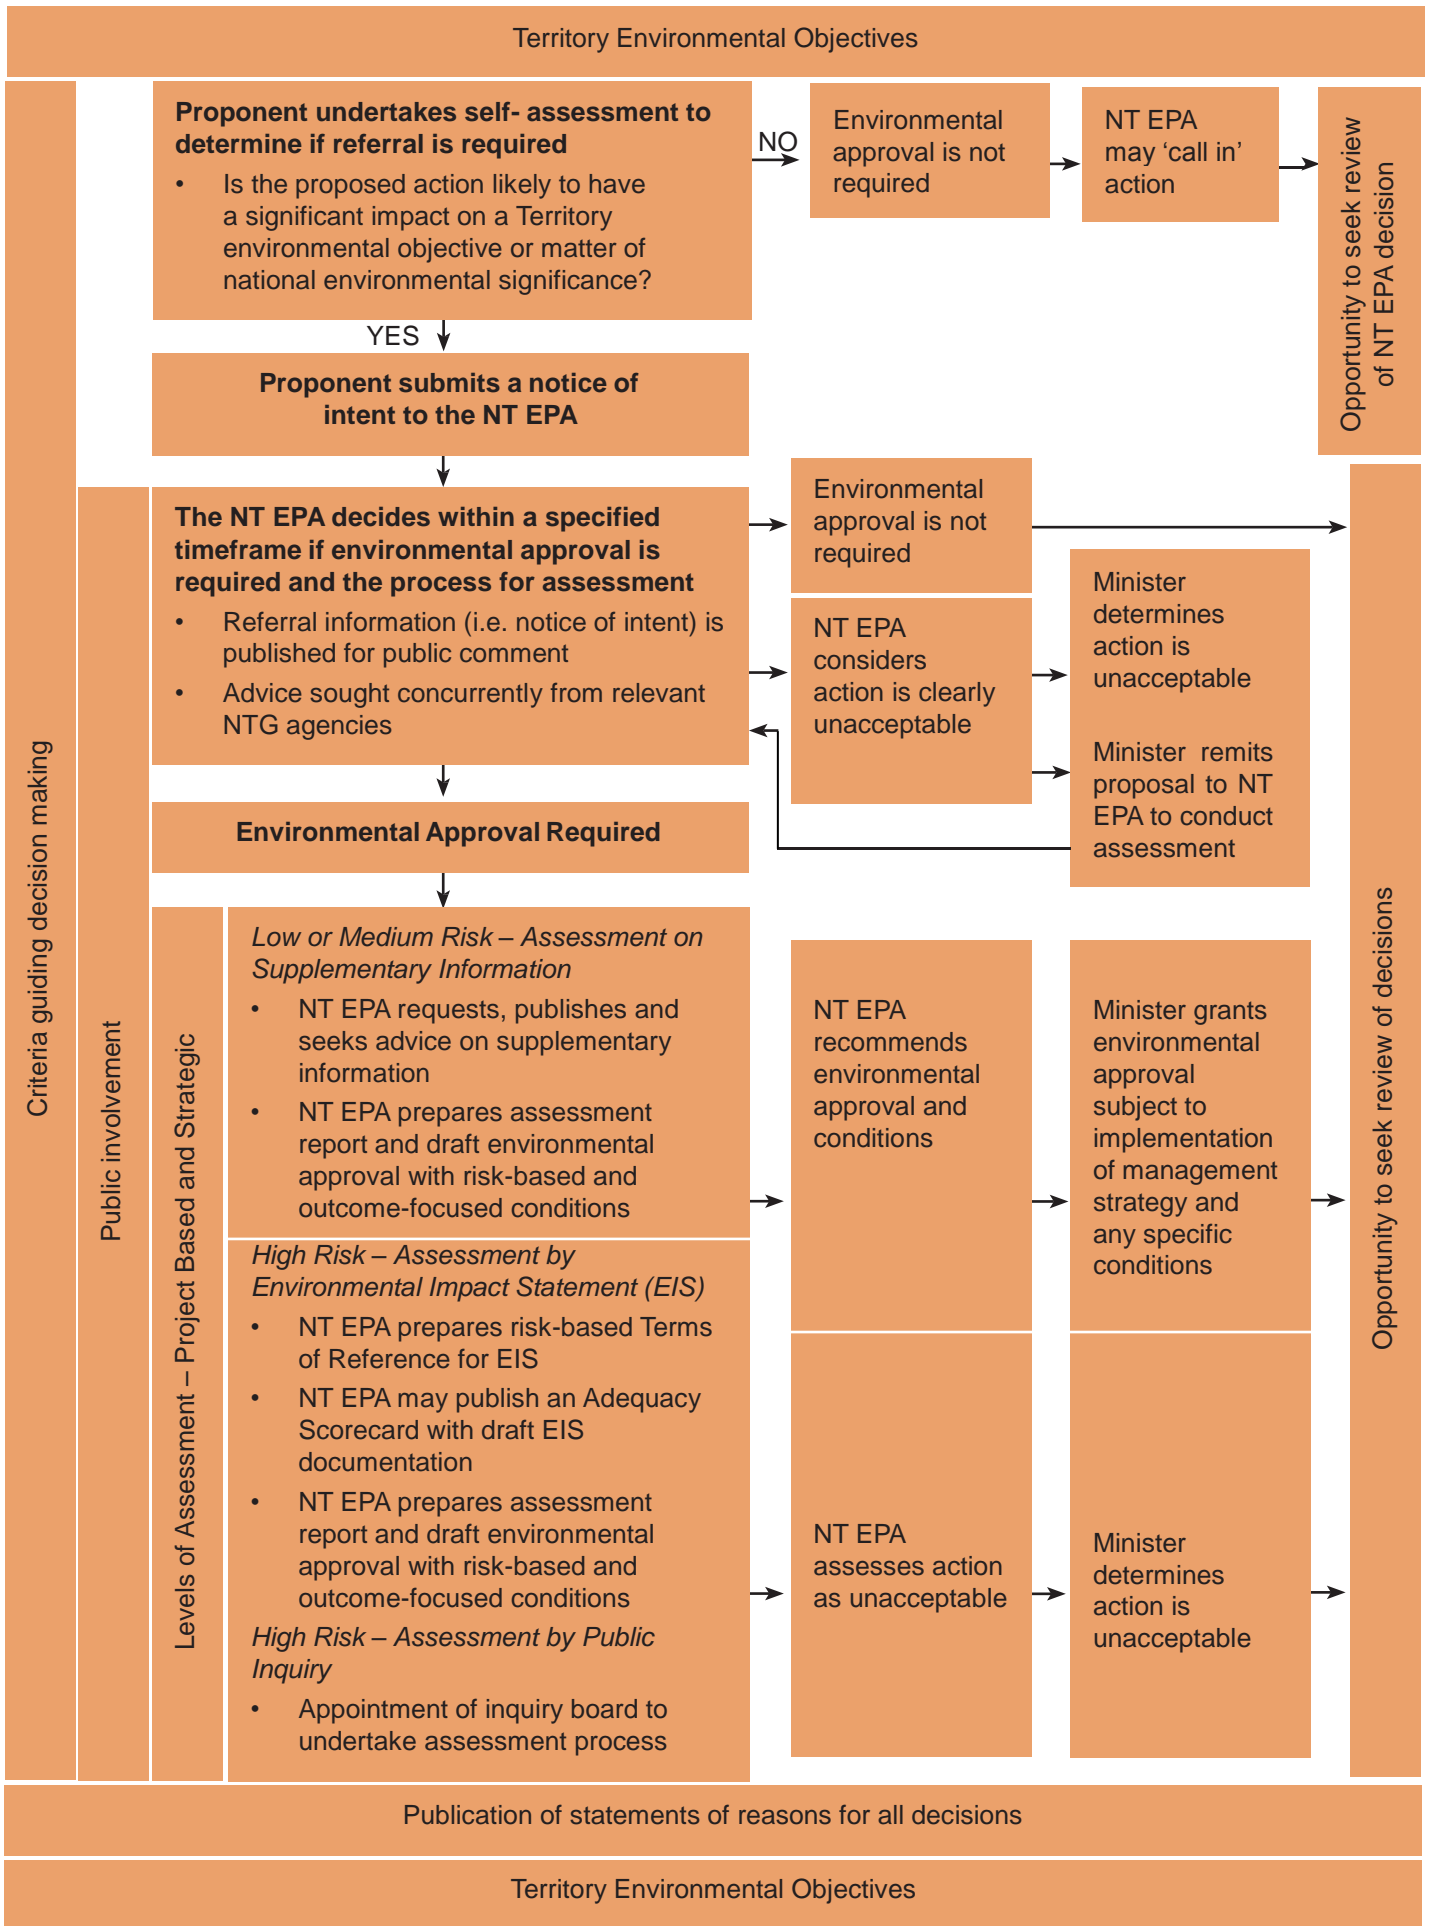 Territory Environmental Objectives
Proponent undertakes self- assessment to
determine if referral is required
• Is the proposed action likely to have
a significant impact on a Territory
environmental objective or matter of
national environmental significance?
NO
Environmental
approval is not
required
NT EPA
may ‘call in’
action
Opportunity to seek review
of NT EPA decision
YES
Proponent submits a notice of
intent to the NT EPA
The NT EPA decides within a specified
timeframe if environmental approval is
required and the process for assessment
• Referral information (i.e. notice of intent) is
published for public comment
• Advice sought concurrently from relevant
NTG agencies
Environmental
approval is not
required
NT EPA
considers
action is clearly
unacceptable
Minister
determines
action is
unacceptable
Minister remits
proposal to NT
EPA to conduct
assessment
Environmental Approval Required
Criteria guiding decision making
Public involvement
Levels of Assessment – Project Based and Strategic
Low or Medium Risk – Assessment on
Supplementary Information
• NT EPA requests, publishes and
seeks advice on supplementary
information
• NT EPA prepares assessment
report and draft environmental
approval with risk-based and
outcome-focused conditions
High Risk – Assessment by
Environmental Impact Statement (EIS)
• NT EPA prepares risk-based Terms
of Reference for EIS
• NT EPA may publish an Adequacy
Scorecard with draft EIS
documentation
• NT EPA prepares assessment
report and draft environmental
approval with risk-based and
outcome-focused conditions
High Risk – Assessment by Public
Inquiry
• Appointment of inquiry board to
undertake assessment process
NT EPA
recommends
environmental
approval and
conditions
Minister grants
environmental
approval
subject to
implementation
of management
strategy and
any specific
conditions
NT EPA
assesses action
as unacceptable
Minister
determines
action is
unacceptable
Opportunity to seek review of decisions
Publication of statements of reasons for all decisions
Territory Environmental Objectives